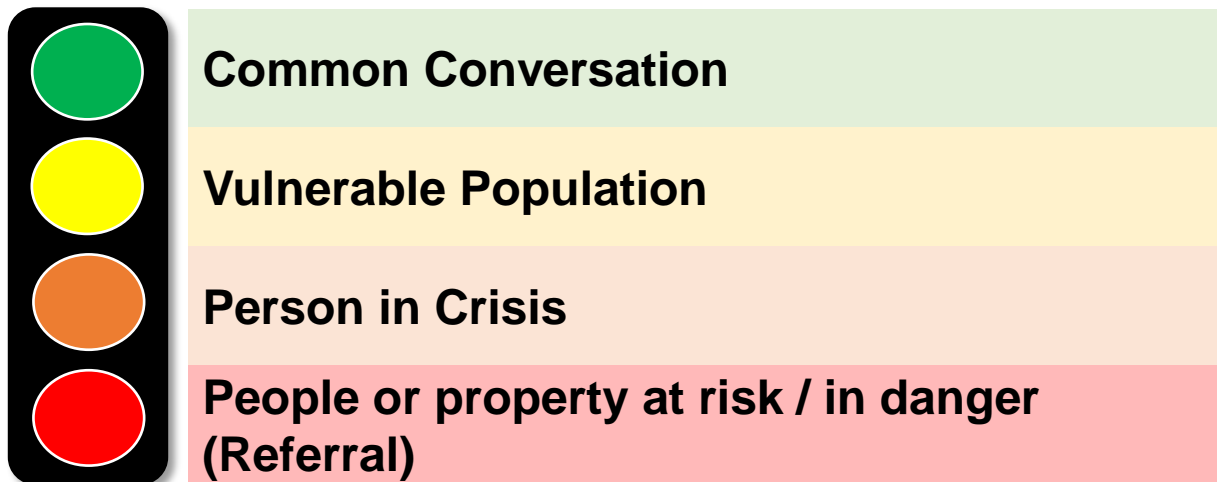 Common Conversation
Vulnerable Population
Person in Crisis
People or property at risk / in danger
(Referral)